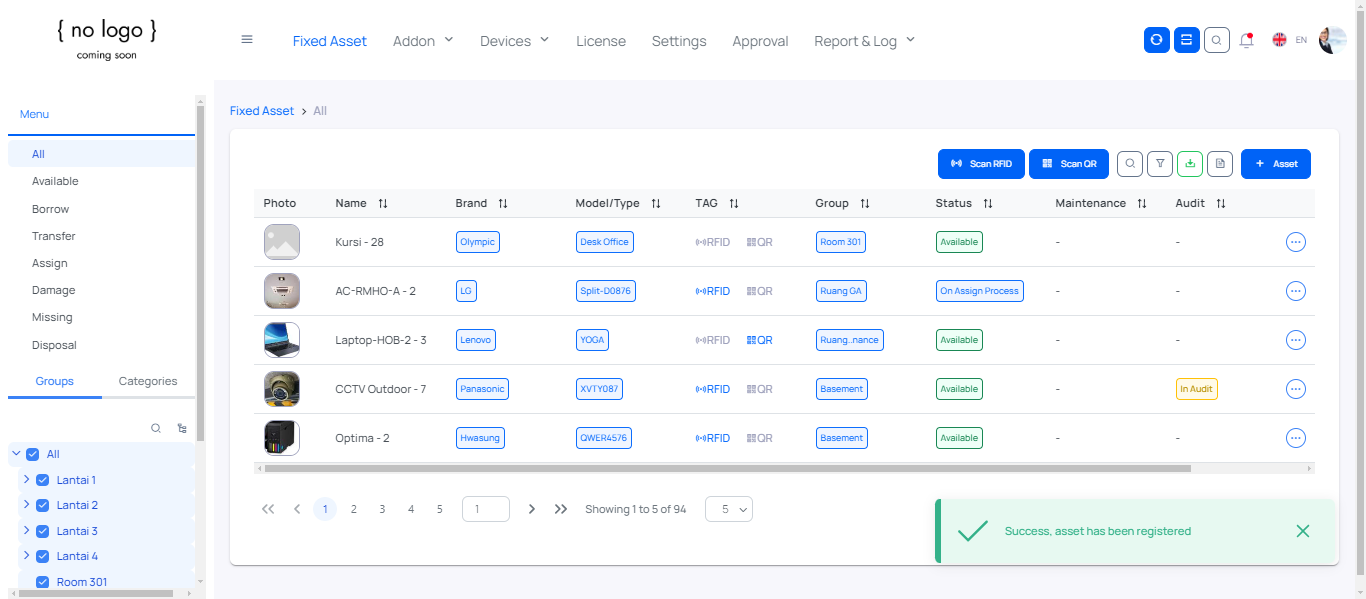 { no logo }
coming soon
Fixed Asset Addon Devices License Settings Approval Report & Log EN
Menu
All
Available
Borrow
Transfer
Assign
Damage
Missing
Disposal
Groups Categories
All
Lantai 1
Lantai 2
Lantai 3
Lantai 4
Room 301
Fixed Asset > All
Scan RFID Scan QR + Asset
Photo Name Brand Model/Type TAG Group Status Maintenance Audit
Kursi - 28 Olympic Desk Office RFID QR Room 301 Available - -
AC-RMHO-A - 2 LG Split-D0876 RFID QR Ruang GA On Assign Process - -
Laptop-HOB-2 - 3 Lenovo YOGA RFID QR Ruang..nance Available - -
CCTV Outdoor - 7 Panasonic XVTY087 RFID QR Basement Available - In Audit
Optima - 2 Hwasung QWER4576 RFID QR Basement Available - -
1 2 3 4 5 1 Showing 1 to 5 of 94 5
Success, asset has been registered